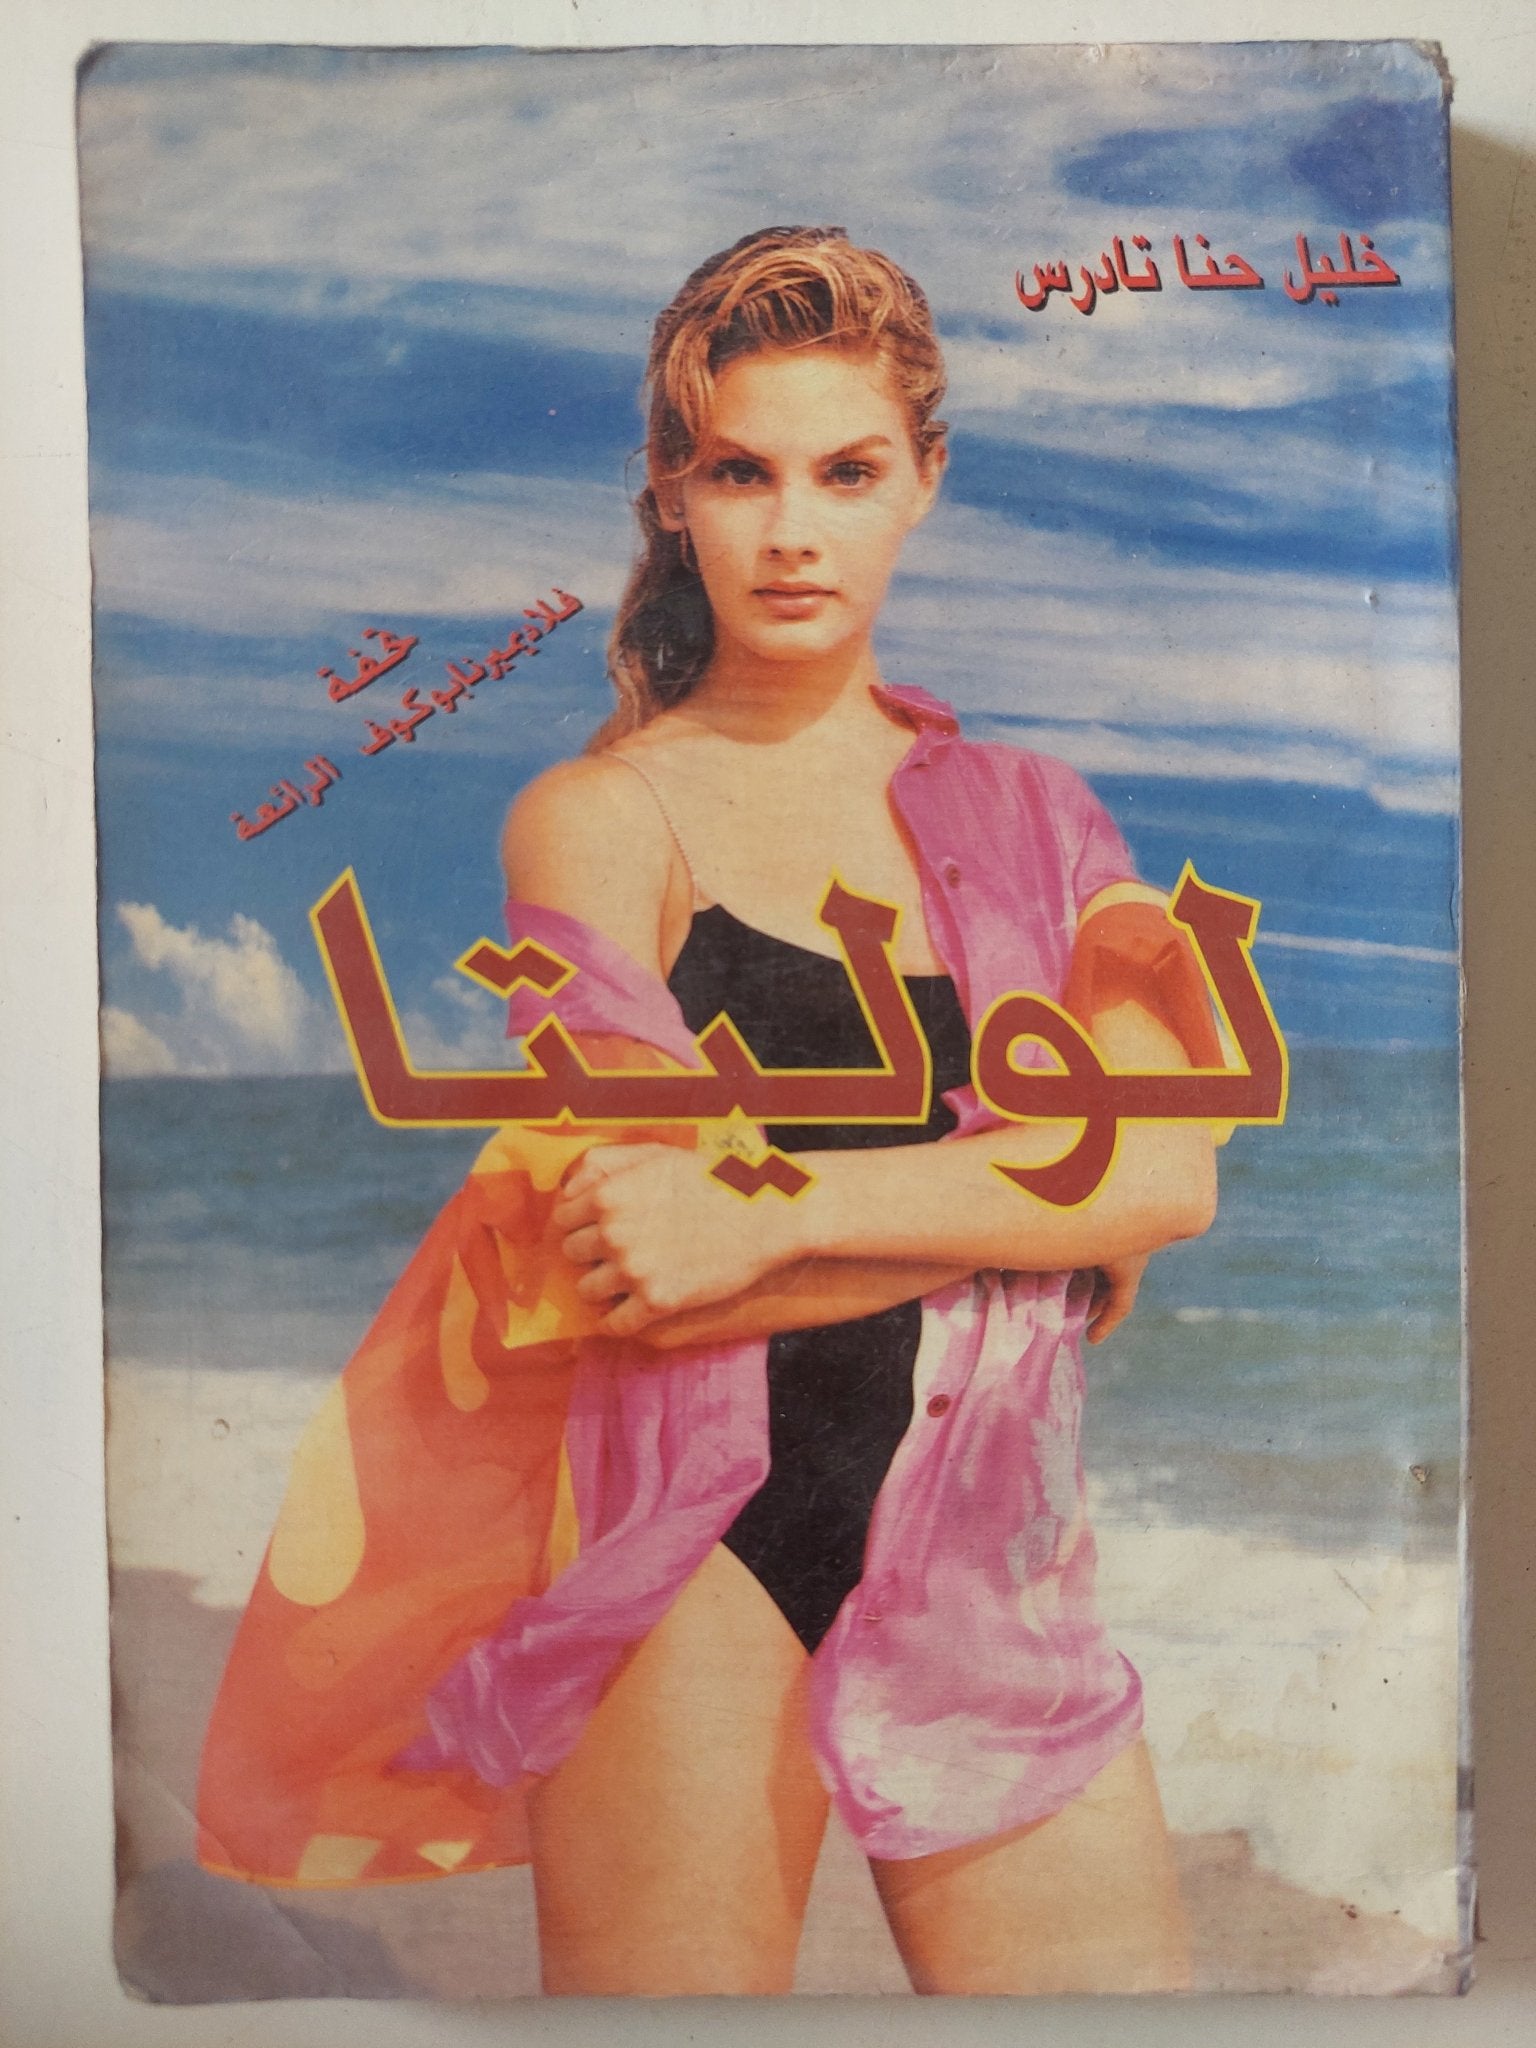 خليل حنا تادرس
تحفة
فلاديمير نابوكوف الرائعة
لوليتا